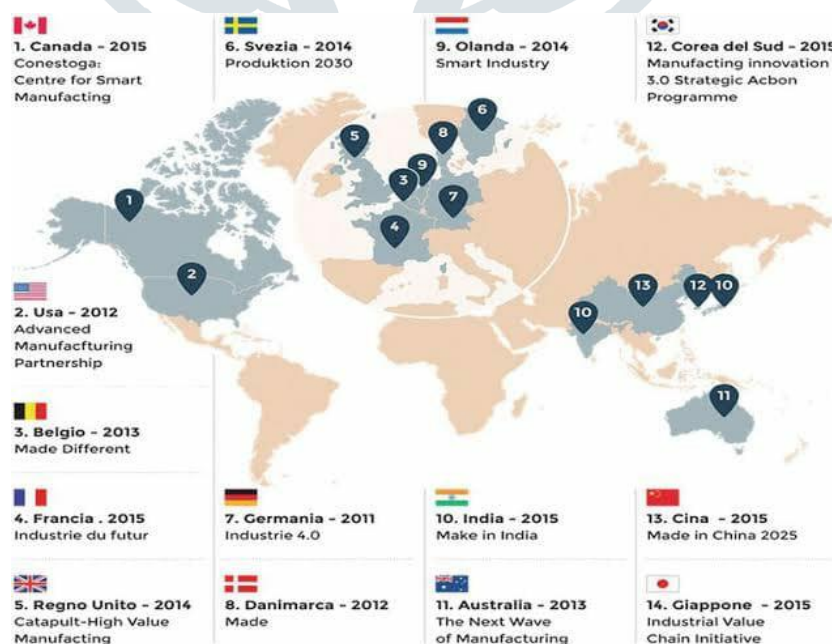 1. Canada - 2015
Conestoga:
Centre for Smart
Manufacting
6. Svezia - 2014
Produktion 2030
9. Olanda - 2014
Smart Industry
12. Corea del Sud - 2015
Manufacting innovation
3.0 Strategic Acbon
Programme
6
5
8
9
3
7
1
4
2
13
12
10
10
11
2. Usa - 2012
Advanced
Manufacfturing
Partnership
3. Belgio - 2013
Made Different
4. Francia . 2015
Industrie du futur
7. Germania - 2011
Industrie 4.0
10. India - 2015
Make in India
13. Cina - 2015
Made in China 2025
5. Regno Unito - 2014
Catapult-High Value
Manufacting
8. Danimarca - 2012
Made
11. Australia - 2013
The Next Wave
of Manufacturing
14. Giappone - 2015
Industrial Value
Chain Initiative